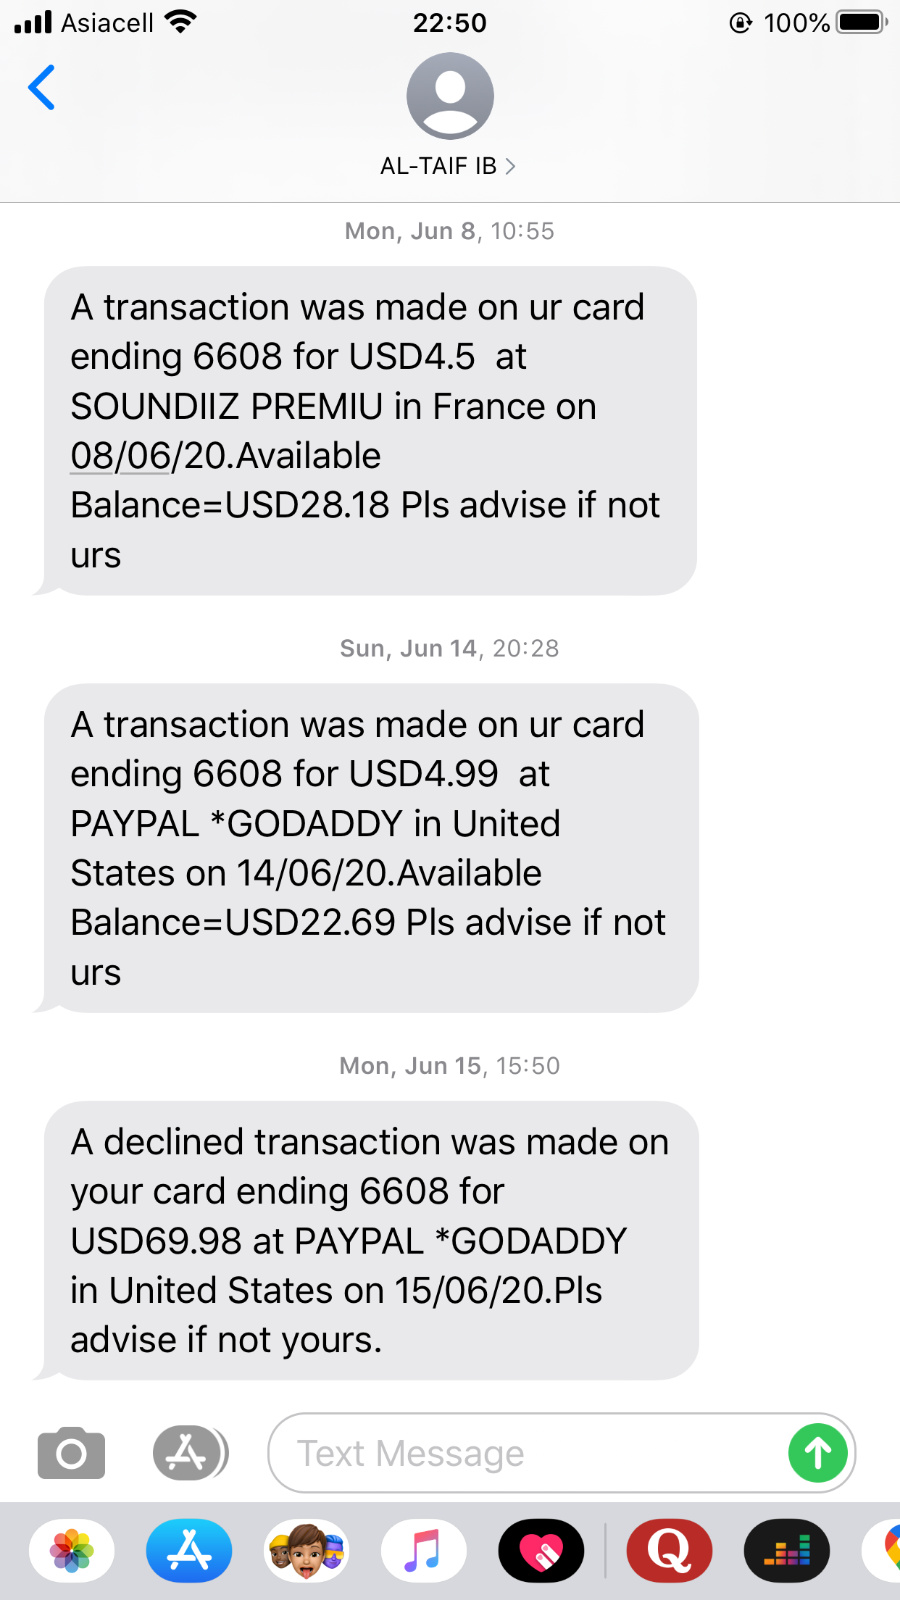 Asiacell 22:50 100%
AL-TAIF IB
Mon, Jun 8, 10:55
A transaction was made on ur card
ending 6608 for USD4.5  at
SOUNDIIZ PREMIU in France on
08/06/20.Available
Balance=USD28.18 Pls advise if not
urs
Sun, Jun 14, 20:28
A transaction was made on ur card
ending 6608 for USD4.99  at
PAYPAL *GODADDY in United
States on 14/06/20.Available
Balance=USD22.69 Pls advise if not
urs
Mon, Jun 15, 15:50
A declined transaction was made on
your card ending 6608 for
USD69.98 at PAYPAL *GODADDY
in United States on 15/06/20.Pls
advise if not yours.
Text Message
Q